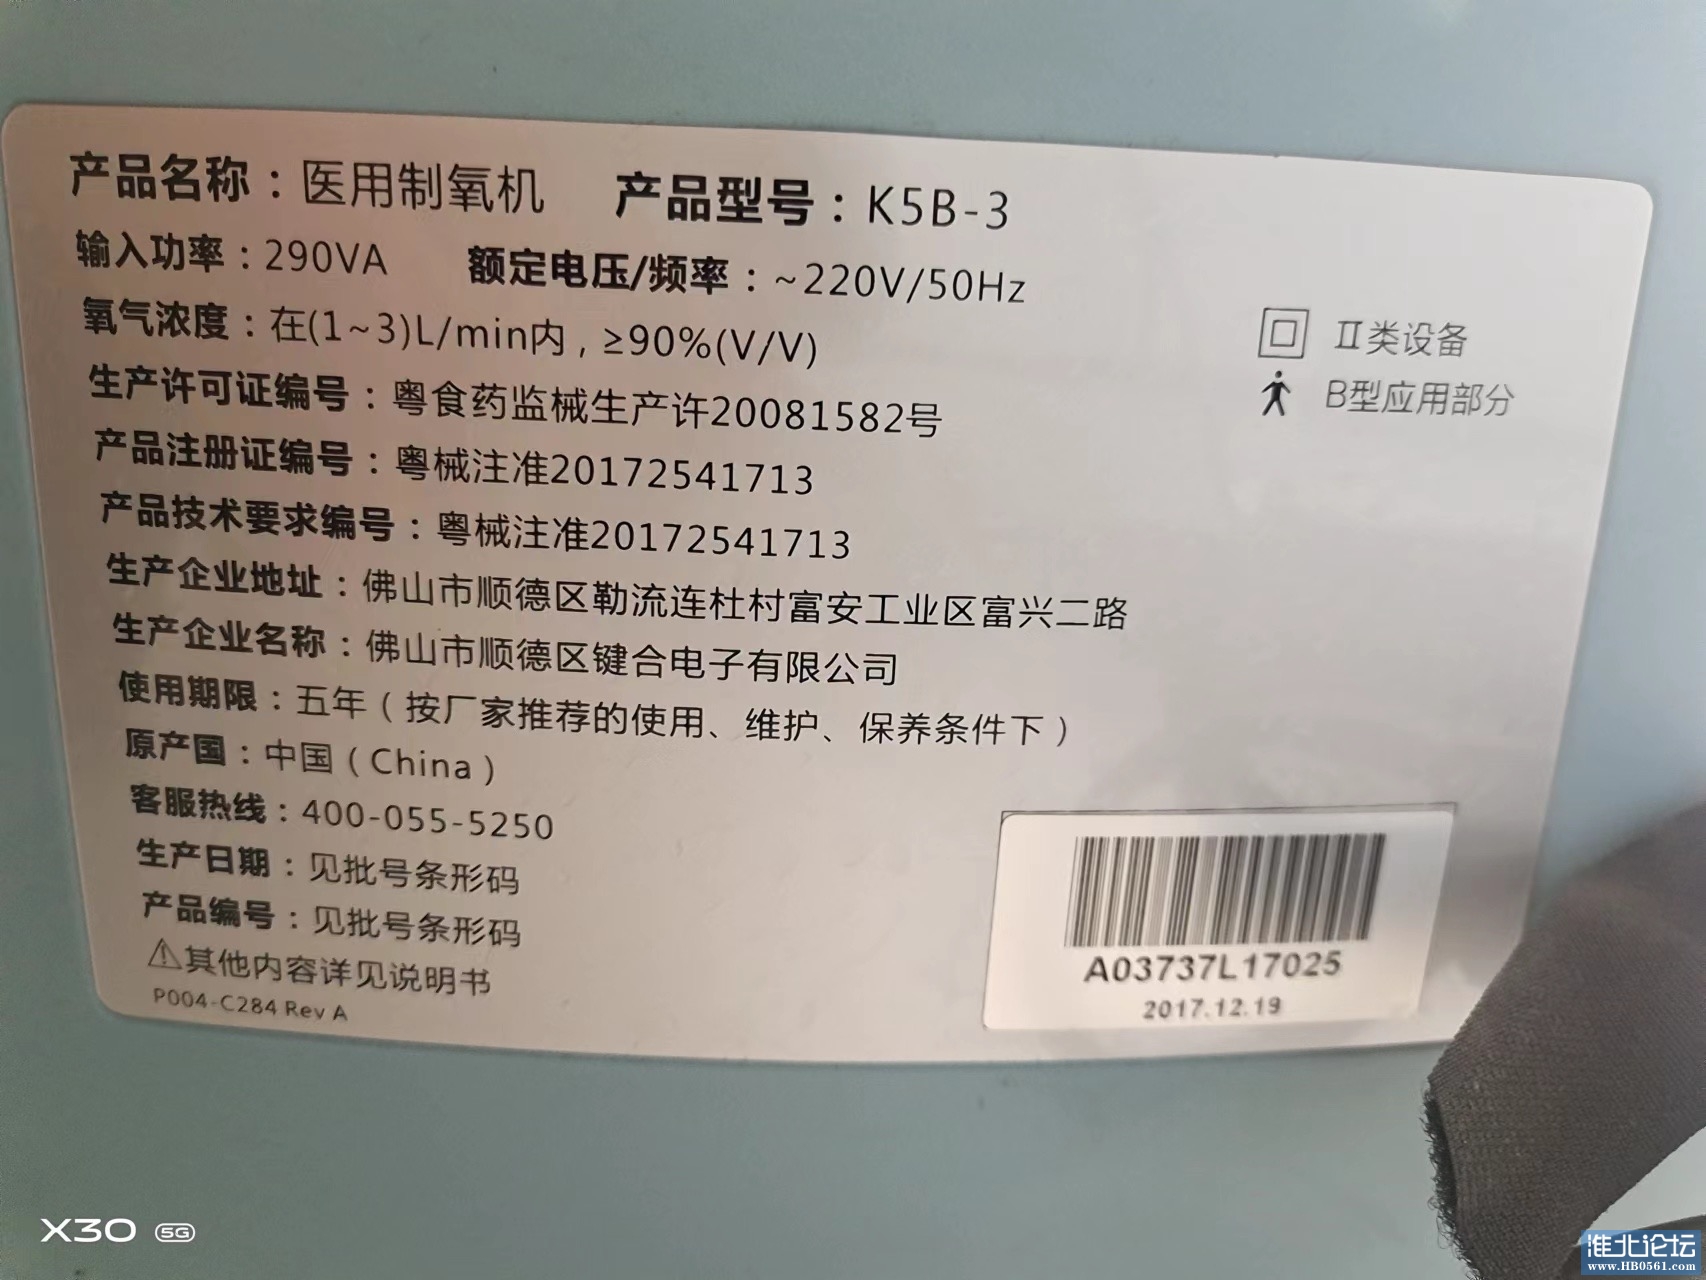 产品名称：医用制氧机 产品型号：K5B-3
输入功率：290VA 额定电压/频率：~220V/50Hz
氧气浓度：在(1~3)L/min内，≥90%(V/V)
II类设备
B型应用部分
生产许可证编号：粤食药监械生产许20081582号
产品注册证编号：粤械注准20172541713
产品技术要求编号：粤械注准20172541713
生产企业地址：佛山市顺德区勒流连杜村富安工业区富兴二路
生产企业名称：佛山市顺德区键合电子有限公司
使用期限：五年（按厂家推荐的使用、维护、保养条件下）
原产国：中国（China）
客服热线：400-055-5250
生产日期：见批号条形码
产品编号：见批号条形码
⚠其他内容详见说明书
P004-C284 Rev A
A03737L17025
2017.12.19
X30 5G
淮北论坛
www.HB0561.com